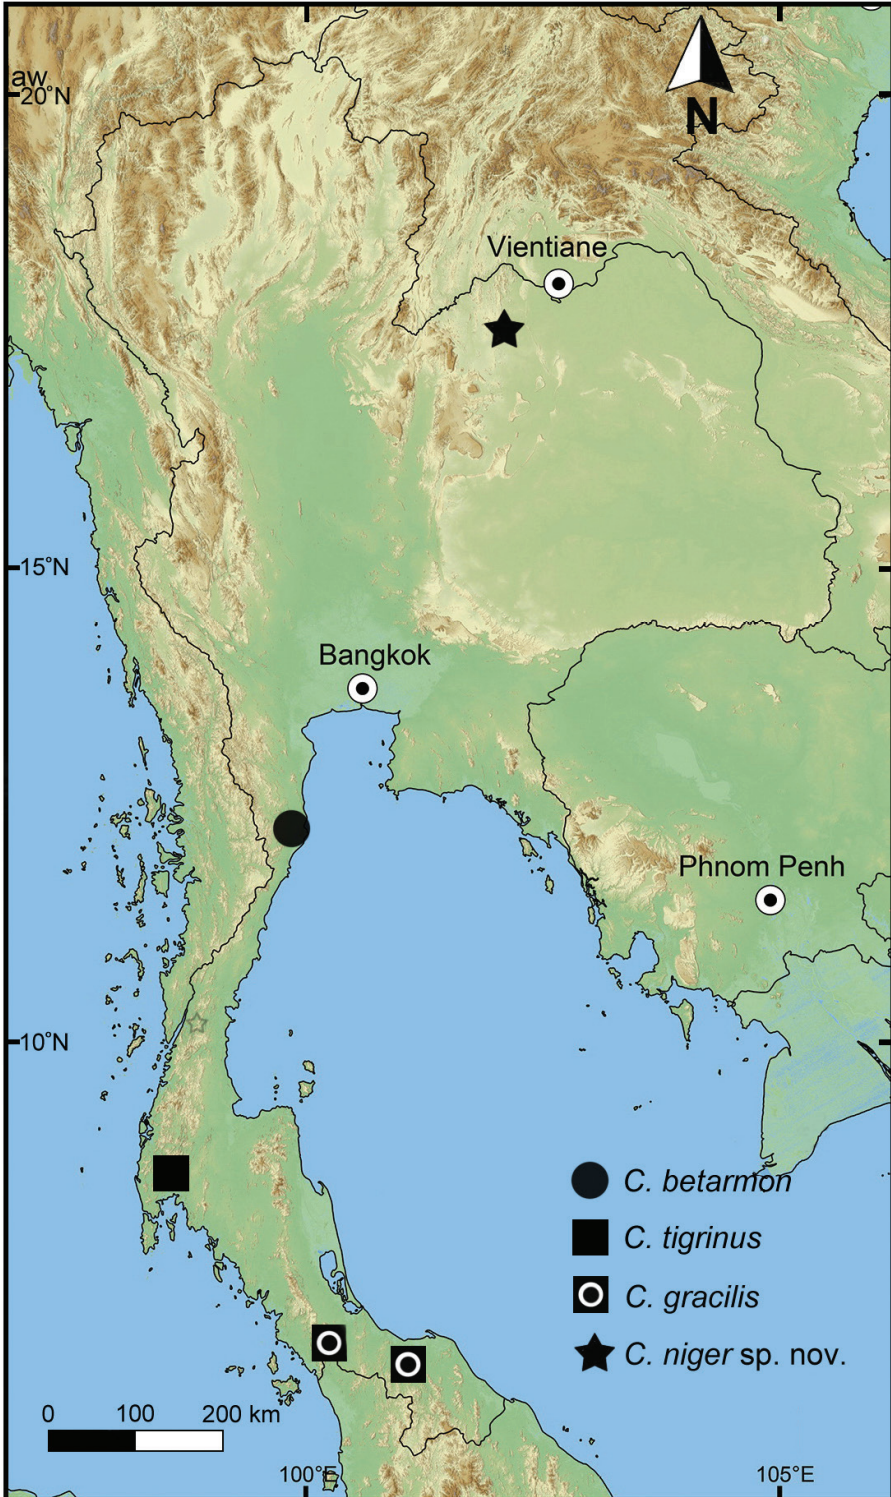 aw
20°N
N
Vientiane
15°N
Bangkok
Phnom Penh
10°N
C. betarmon
C. tigrinus
C. gracilis
C. niger sp. nov.
0 100 200 km
100°E 105°E